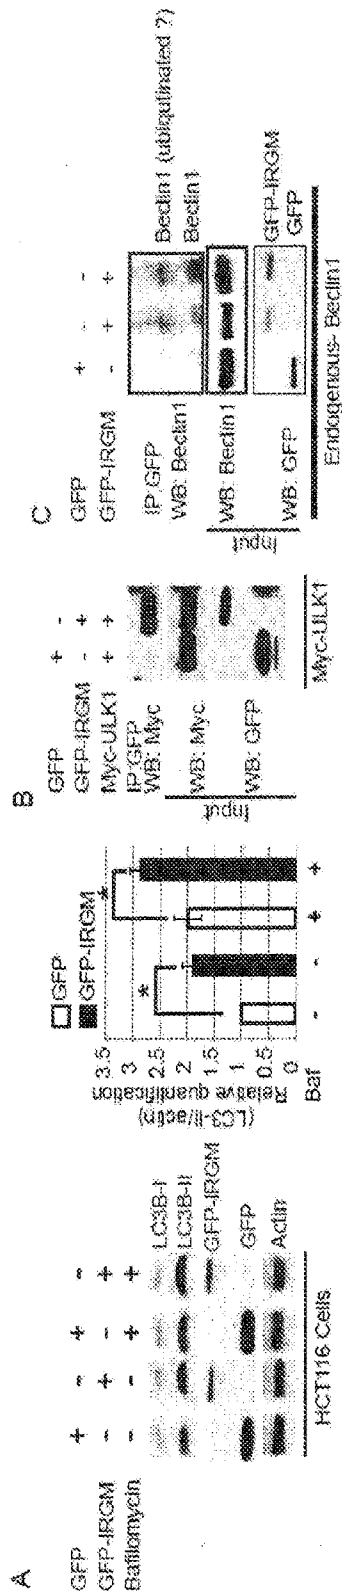 A
GFP + - + -
GFP-IRGM - + - +
Bafilomycin - - + +
LC3B-I
LC3B-II
GFP-IRGM
GFP
Actin
HCT116 Cells
GFP
GFP-IRGM
Relative quantification
(LC3-II/actin)
3.5
3
2.5
2
1.5
1
0.5
0
* *
Baf - - + +
B
GFP + -
GFP-IRGM - +
Myc-ULK1 + +
IP:GFP
WB: Myc
WB: Myc
WB: GFP
Input
Myc-ULK1
C
GFP + - -
GFP-IRGM - + +
IP:GFP
WB: Beclin1
Beclin1 (ubiqutinated ?)
Beclin1
WB: Beclin1
WB: GFP
GFP-IRGM
GFP
Input
Endogenous- Beclin1